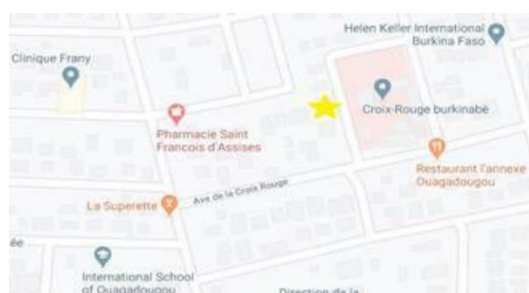 Helen Keller International
Burkina Faso
Clinique Frany
Croix-Rouge burkinabè
Pharmacie Saint
Francois d'Assises
Restaurant l'annexe
Ouagadougou
Ave de la Croix Rouge
La Superette
ée
International School
of Ouagadougou
Direction de la